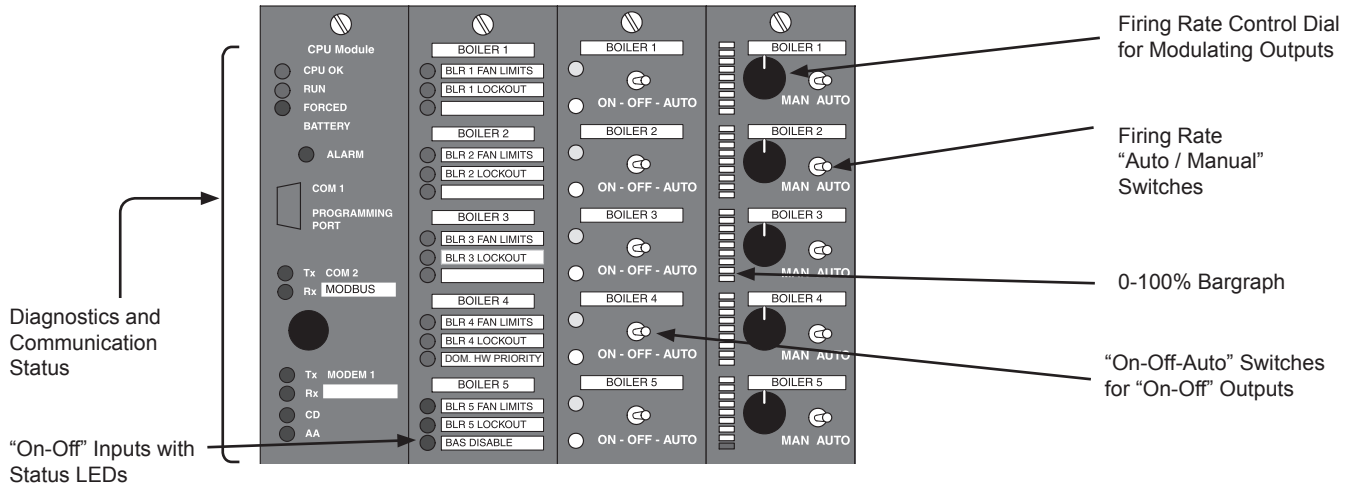 CPU Module
CPU OK
RUN
FORCED
BATTERY
ALARM
COM 1
PROGRAMMING
PORT
Tx COM 2
Rx MODBUS
Tx MODEM 1
Rx
CD
AA
BOILER 1
BLR 1 FAN LIMITS
BLR 1 LOCKOUT
BOILER 2
BLR 2 FAN LIMITS
BLR 2 LOCKOUT
BOILER 3
BLR 3 FAN LIMITS
BLR 3 LOCKOUT
BOILER 4
BLR 4 FAN LIMITS
BLR 4 LOCKOUT
DOM. HW PRIORITY
BOILER 5
BLR 5 FAN LIMITS
BLR 5 LOCKOUT
BAS DISABLE
BOILER 1
ON - OFF - AUTO
BOILER 2
ON - OFF - AUTO
BOILER 3
ON - OFF - AUTO
BOILER 4
ON - OFF - AUTO
BOILER 5
ON - OFF - AUTO
BOILER 1
MAN AUTO
BOILER 2
MAN AUTO
BOILER 3
MAN AUTO
BOILER 4
MAN AUTO
BOILER 5
MAN AUTO
Diagnostics and
Communication
Status
“On-Off” Inputs with
Status LEDs
Firing Rate Control Dial
for Modulating Outputs
Firing Rate
“Auto / Manual”
Switches
0-100% Bargraph
“On-Off-Auto” Switches
for “On-Off” Outputs